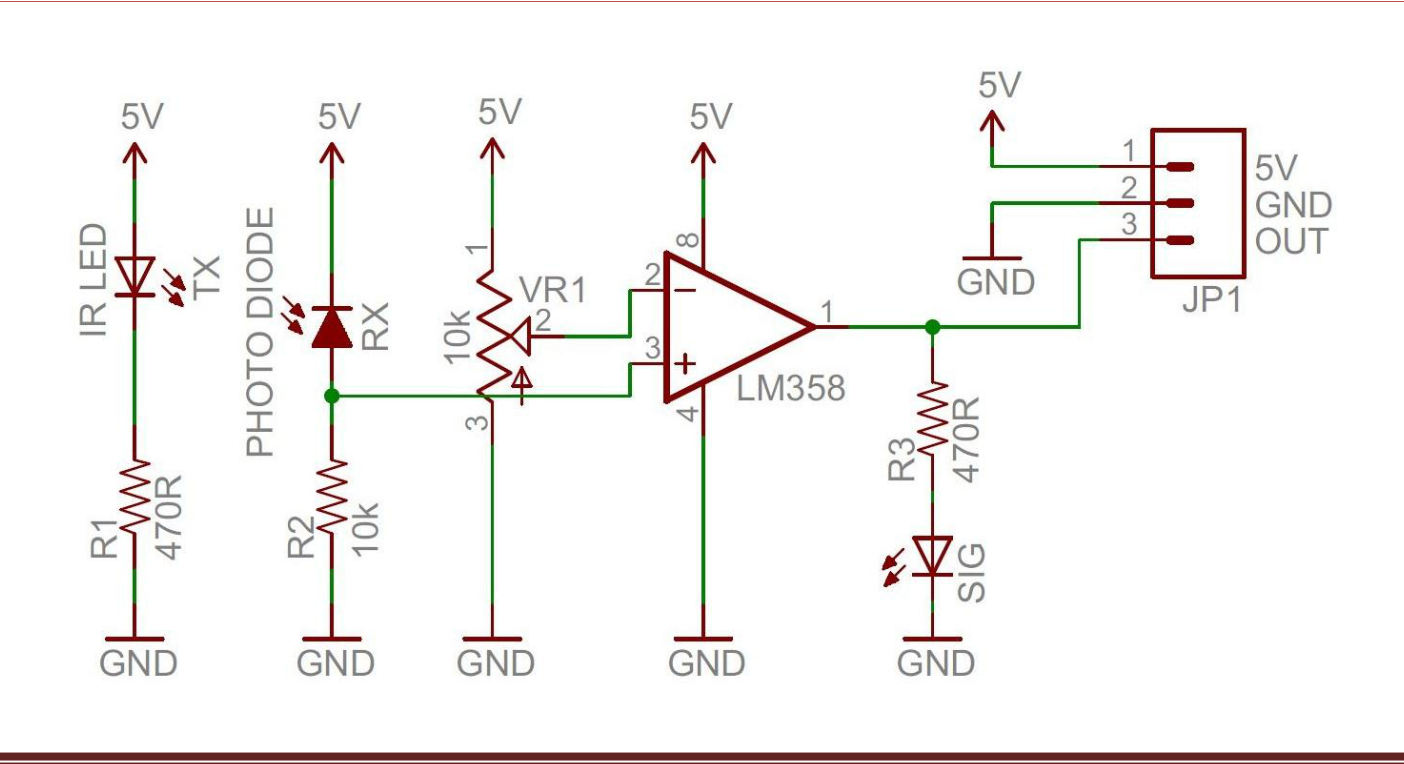 5V
5V
5V
5V
5V
IR LED
TX
PHOTO DIODE
RX
1
VR1
2
10k
3
8
2
−
3
+
4
1
LM358
1
2
3
5V
GND
OUT
JP1
GND
R1
470R
R2
10k
R3
470R
SIG
GND
GND
GND
GND
GND